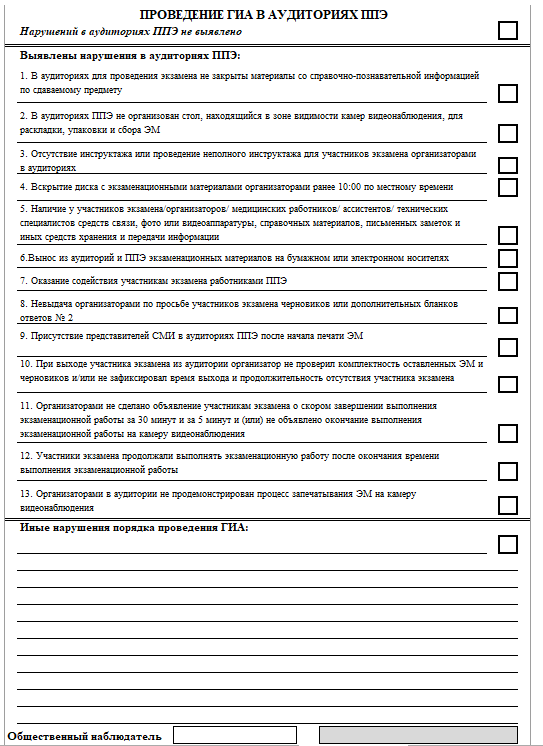 ПРОВЕДЕНИЕ ГИА В АУДИТОРИЯХ ППЭ
Нарушений в аудиториях ППЭ не выявлено
Выявлены нарушения в аудиториях ППЭ:
1. В аудиториях для проведения экзамена не закрыты материалы со справочно-познавательной информацией
по сдаваемому предмету
2. В аудиториях ППЭ не организован стол, находящийся в зоне видимости камер видеонаблюдения, для
раскладки, упаковки и сбора ЭМ
3. Отсутствие инструктажа или проведение неполного инструктажа для участников экзамена организаторами
в аудиториях
4. Вскрытие диска с экзаменационными материалами организаторами ранее 10:00 по местному времени
5. Наличие у участников экзамена/организаторов/ медицинских работников/ ассистентов/ технических
специалистов средств связи, фото или видеоаппаратуры, справочных материалов, письменных заметок и
иных средств хранения и передачи информации
6.Вынос из аудиторий и ППЭ экзаменационных материалов на бумажном или электронном носителях
7. Оказание содействия участникам экзамена работниками ППЭ
8. Невыдача организаторами по просьбе участников экзамена черновиков или дополнительных бланков
ответов № 2
9. Присутствие представителей СМИ в аудиториях ППЭ после начала печати ЭМ
10. При выходе участника экзамена из аудитории организатор не проверил комплектность оставленных ЭМ и
черновиков и/или не зафиксировал время выхода и продолжительность отсутствия участника экзамена
11. Организаторами не сделано объявление участникам экзамена о скором завершении выполнения
экзаменационной работы за 30 минут и за 5 минут и (или) не объявлено окончание выполнения
экзаменационной работы на камеру видеонаблюдения
12. Участники экзамена продолжали выполнять экзаменационную работу после окончания времени
выполнения экзаменационной работы
13. Организаторами в аудитории не продемонстрирован процесс запечатывания ЭМ на камеру
видеонаблюдения
Иные нарушения порядка проведения ГИА:
Общественный наблюдатель